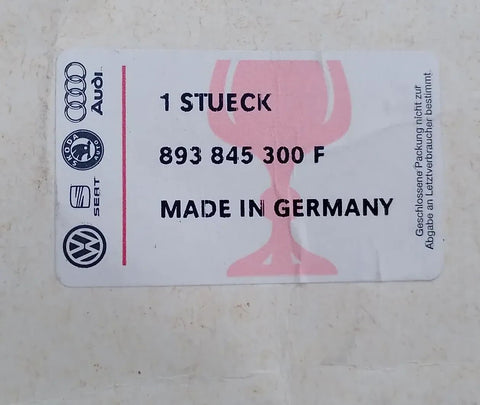 Audi
ŠKODA
AUTO
SEAT
1 STUECK
893 845 300 F
MADE IN GERMANY
Geschlossene Packung nicht zur
Abgabe an Letztverbraucher bestimmt.